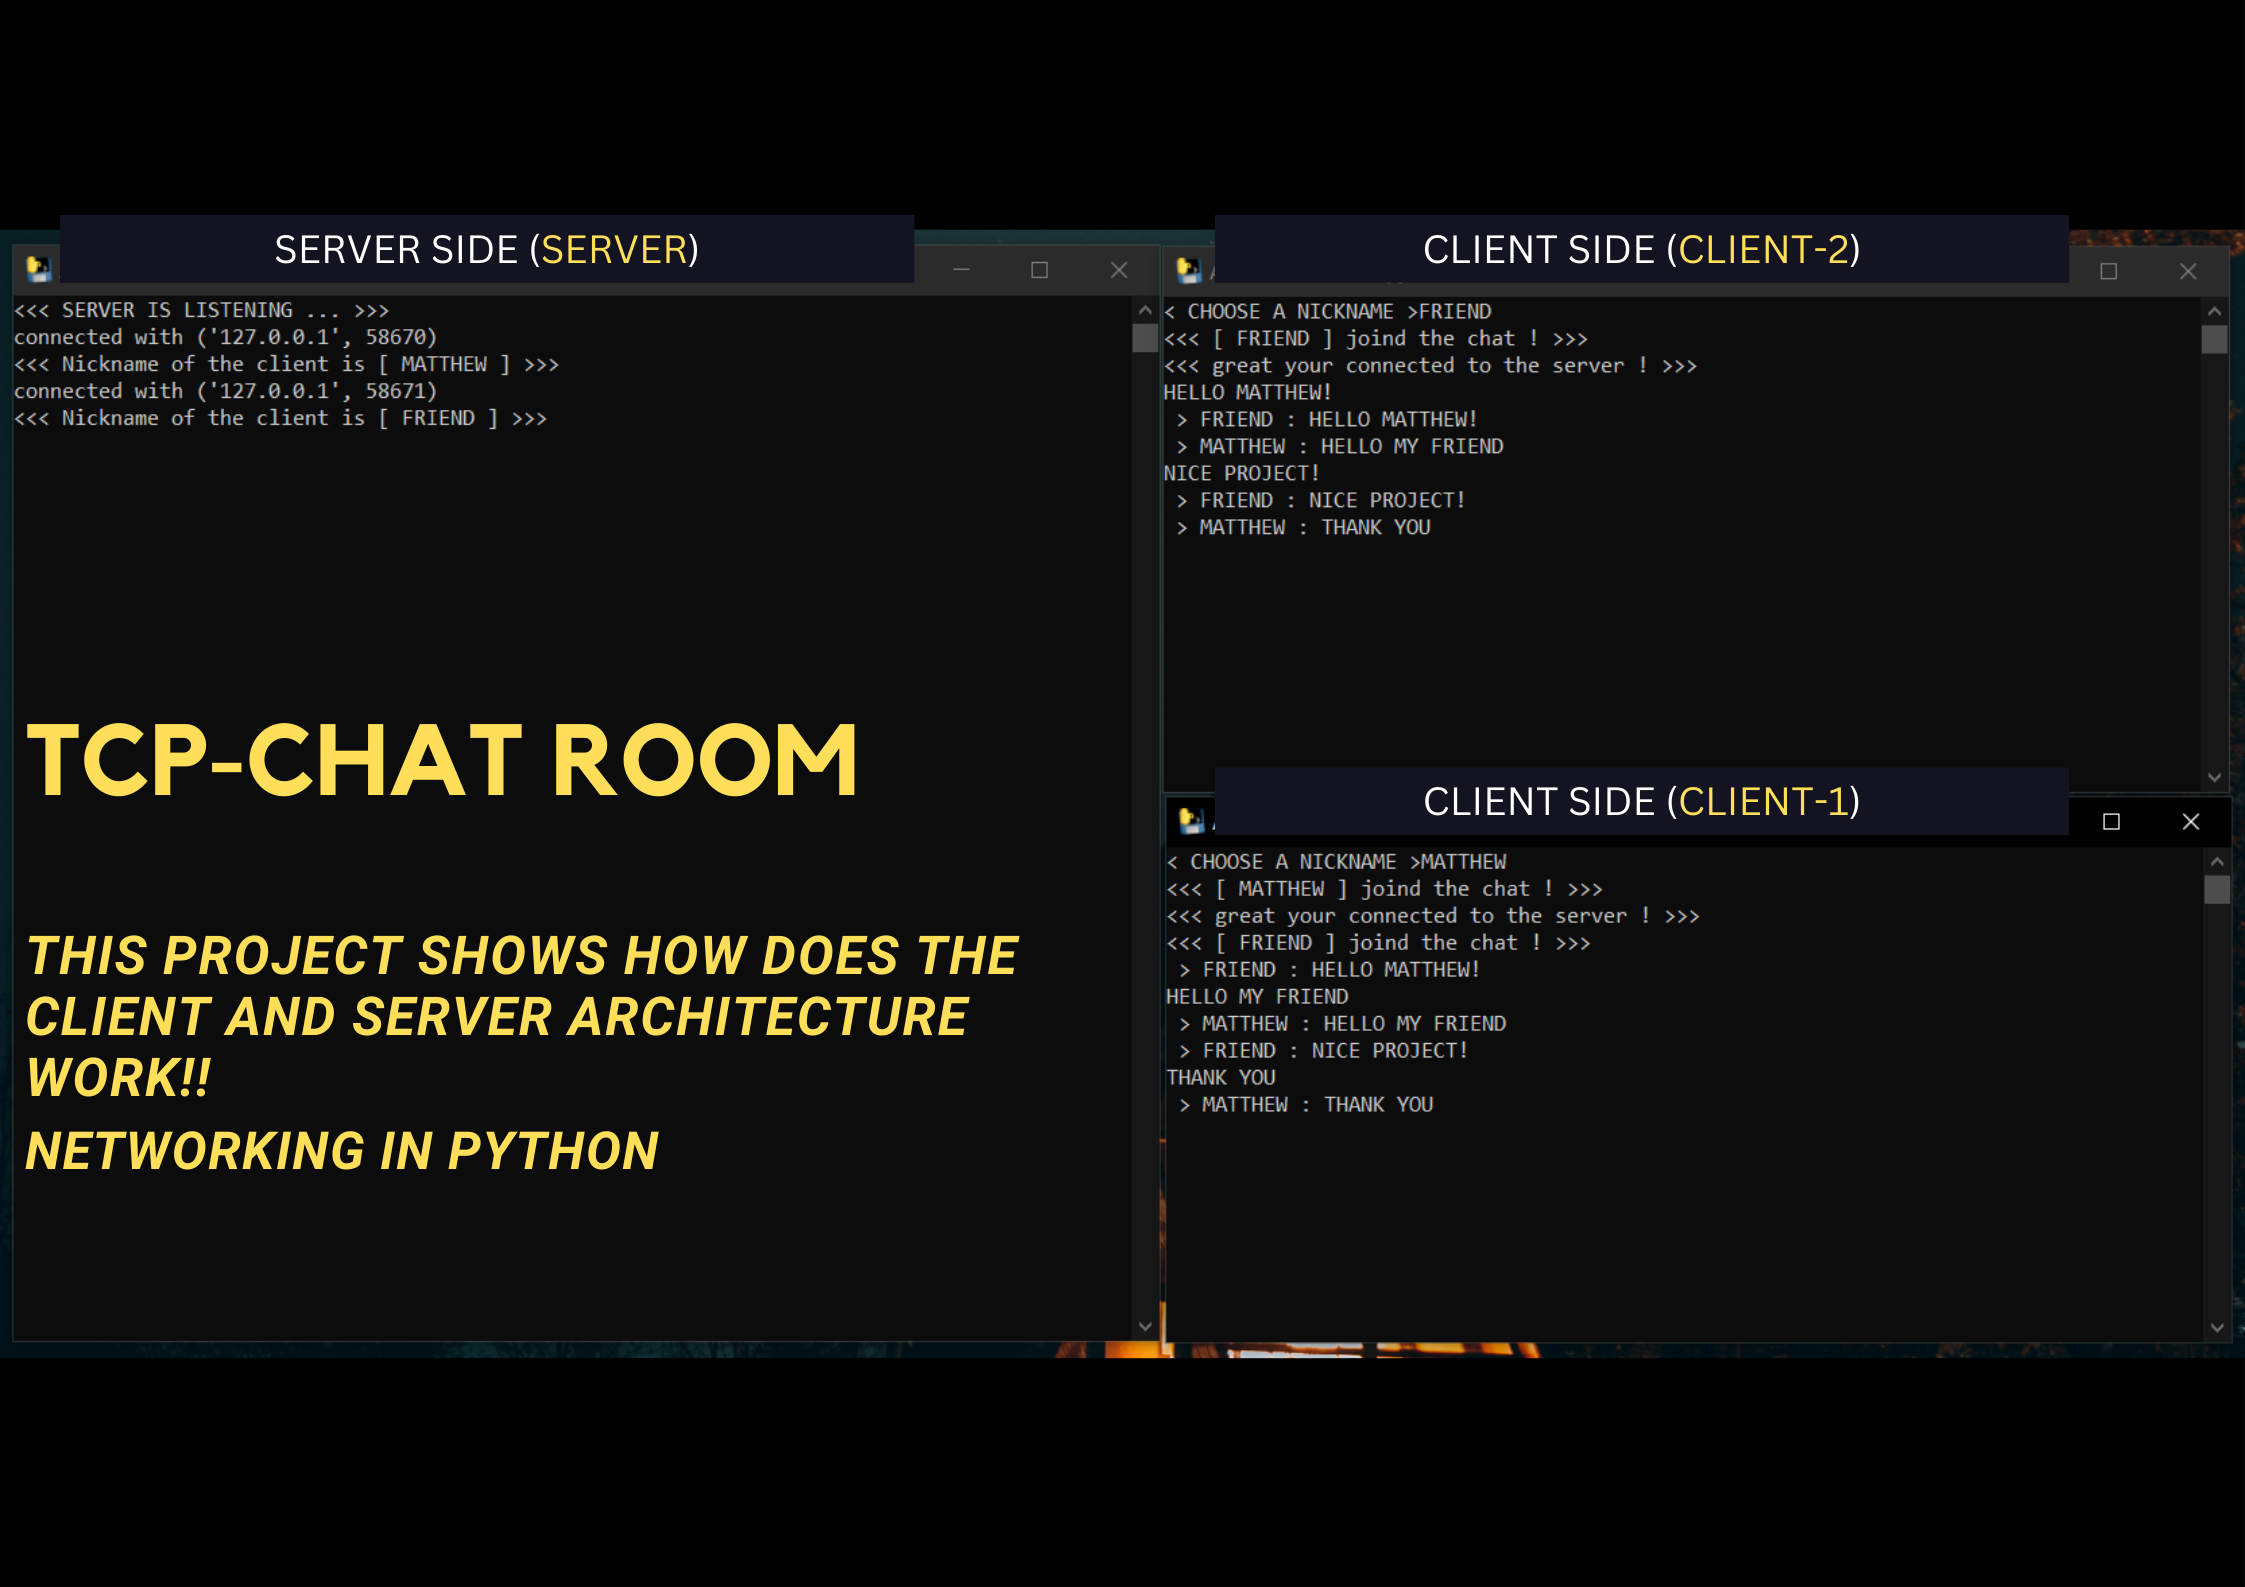 SERVER SIDE (SERVER)
<<< SERVER IS LISTENING ... >>>
connected with ('127.0.0.1', 58670)
<<< Nickname of the client is [ MATTHEW ] >>>
connected with ('127.0.0.1', 58671)
<<< Nickname of the client is [ FRIEND ] >>>
TCP-CHAT ROOM
THIS PROJECT SHOWS HOW DOES THE
CLIENT AND SERVER ARCHITECTURE
WORK!!
NETWORKING IN PYTHON
CLIENT SIDE (CLIENT-2)
< CHOOSE A NICKNAME >FRIEND
<<< [ FRIEND ] joind the chat ! >>>
<<< great your connected to the server ! >>>
HELLO MATTHEW!
 > FRIEND : HELLO MATTHEW!
 > MATTHEW : HELLO MY FRIEND
NICE PROJECT!
 > FRIEND : NICE PROJECT!
 > MATTHEW : THANK YOU
CLIENT SIDE (CLIENT-1)
< CHOOSE A NICKNAME >MATTHEW
<<< [ MATTHEW ] joind the chat ! >>>
<<< great your connected to the server ! >>>
<<< [ FRIEND ] joind the chat ! >>>
 > FRIEND : HELLO MATTHEW!
HELLO MY FRIEND
 > MATTHEW : HELLO MY FRIEND
 > FRIEND : NICE PROJECT!
THANK YOU
 > MATTHEW : THANK YOU